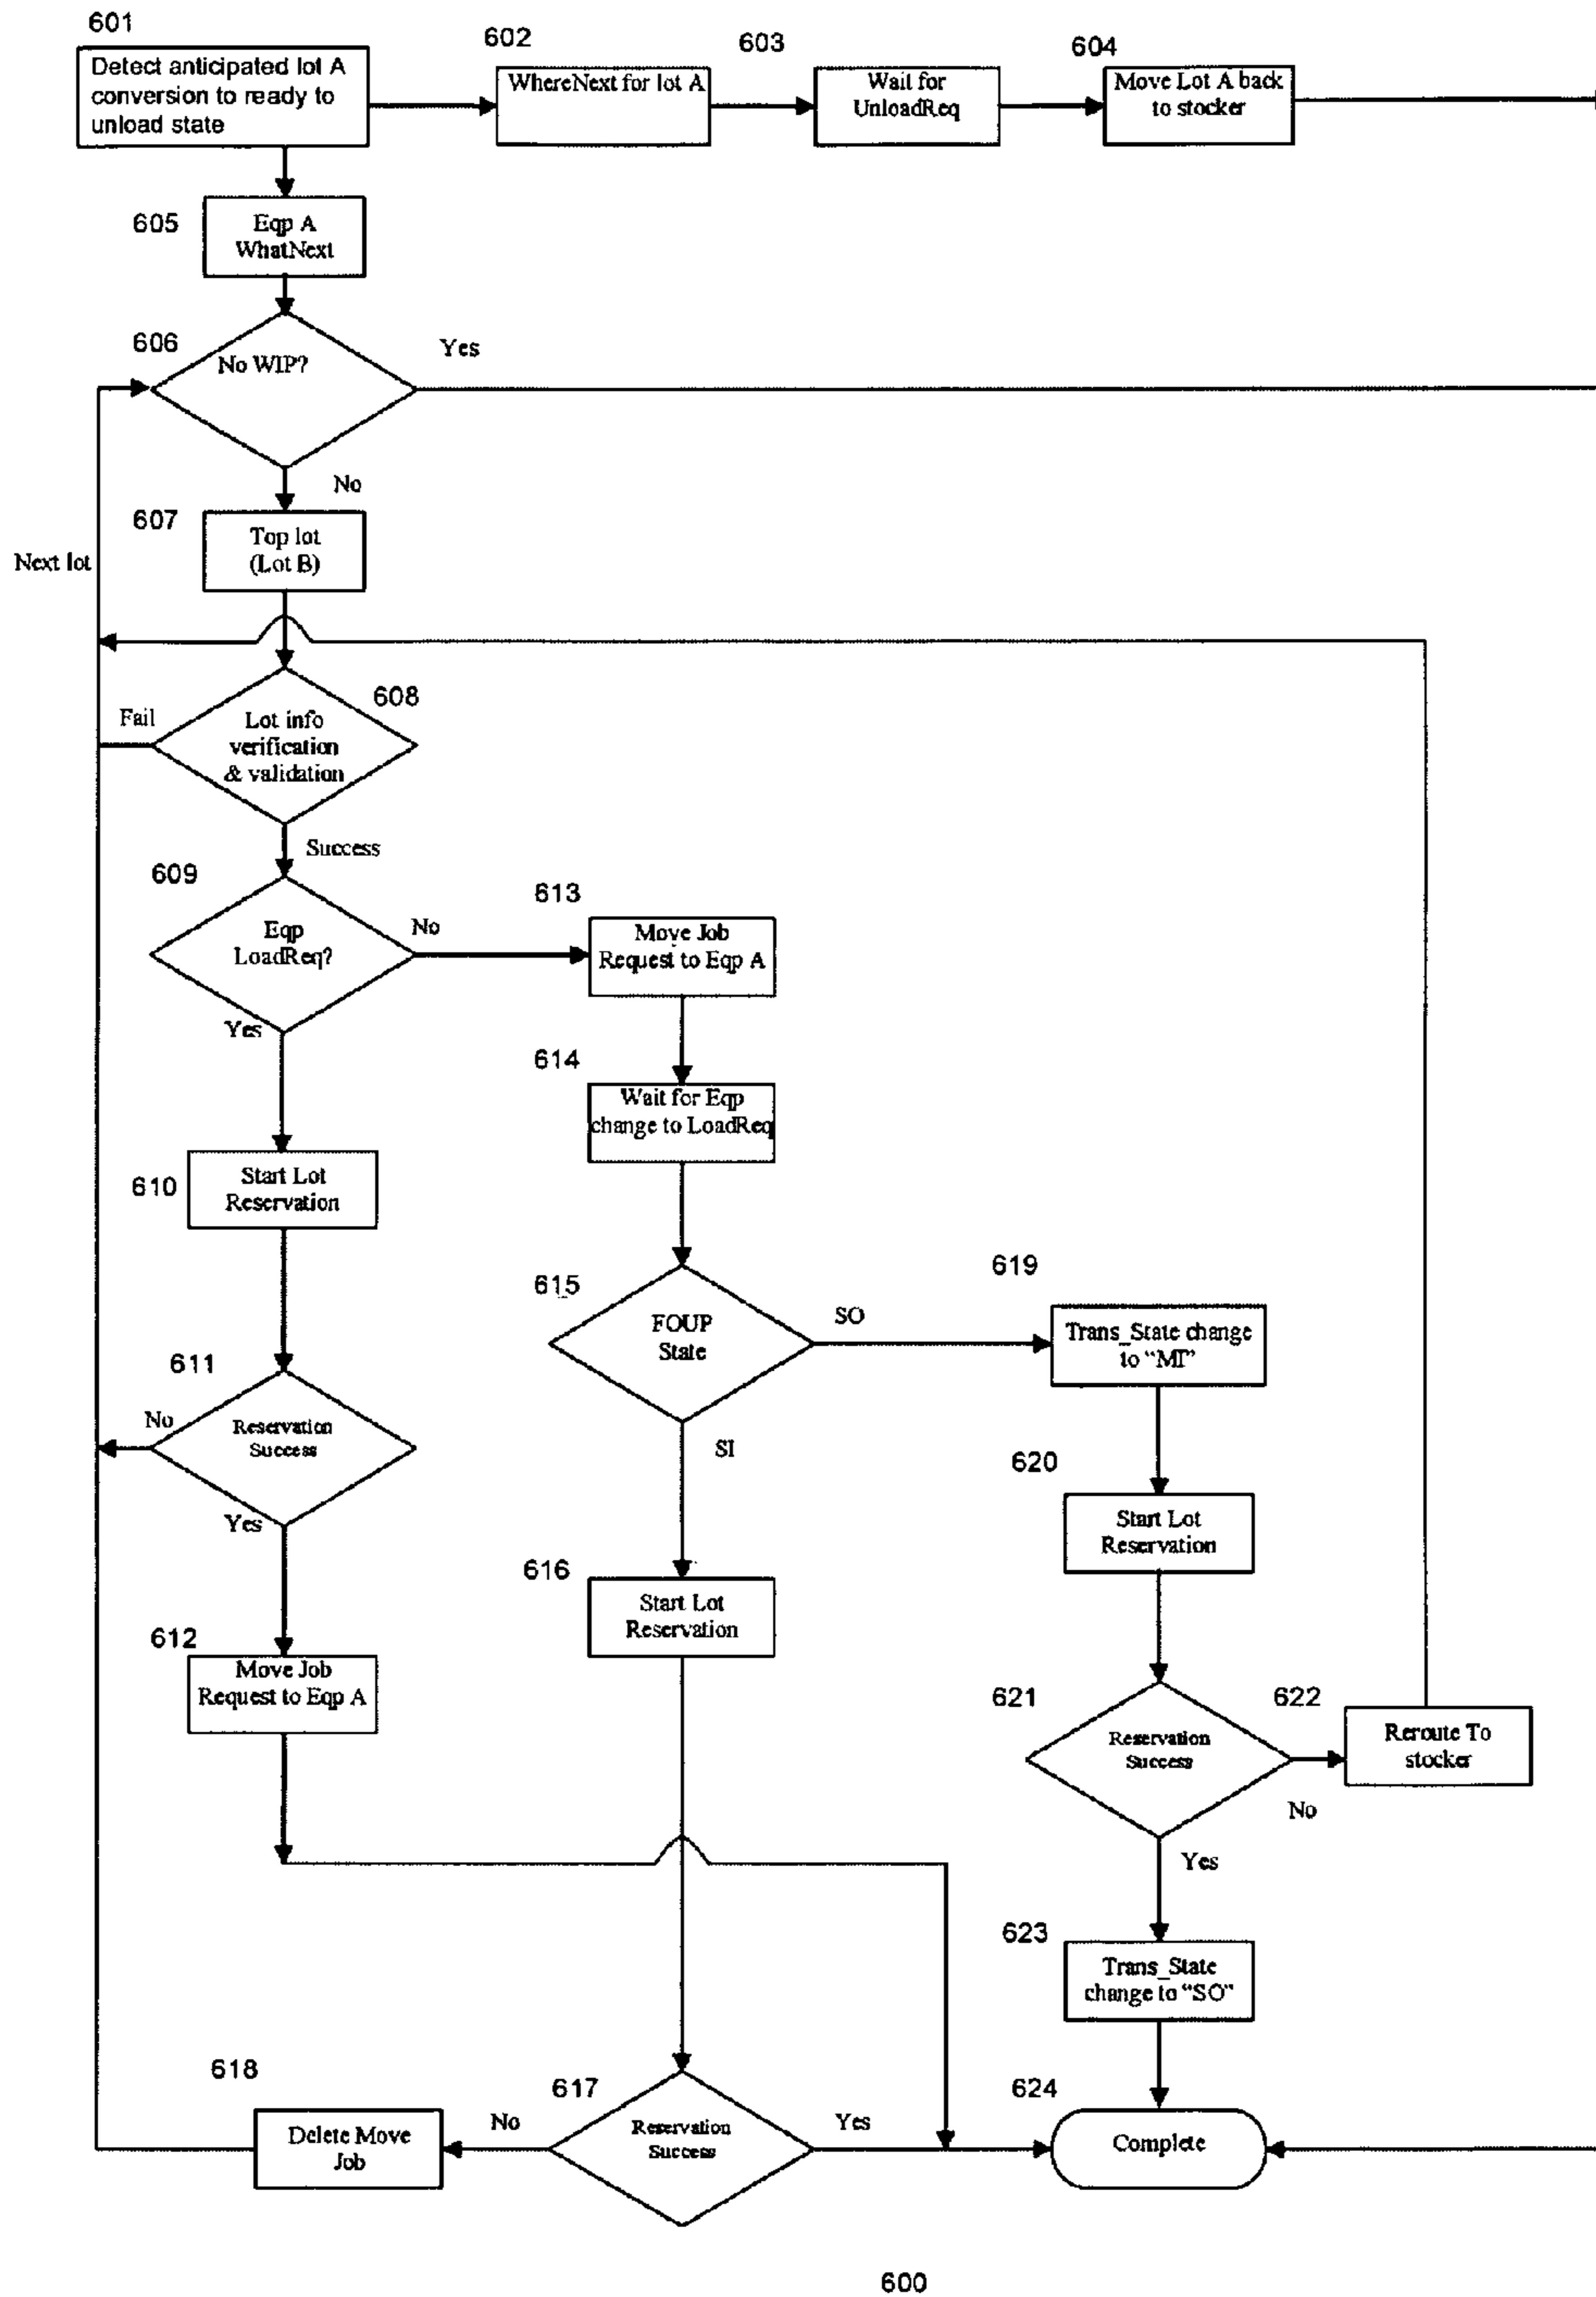 601
Detect anticipated lot A
conversion to ready to
unload state
602
WhereNext for lot A
603
Wait for
UnloadReq
604
Move Lot A back
to stocker
605
Eqp A
WhatNext
606
No WIP?
Yes
No
607
Top lot
(Lot B)
Next lot
608
Lot info
verification
& validation
Fail
Success
609
Eqp
LoadReq?
No
Yes
613
Move Job
Request to Eqp A
614
Wait for Eqp
change to LoadReq
610
Start Lot
Reservation
615
FOUP
State
SO
SI
619
Trans_State change
to “MI”
611
Reservation
Success
No
Yes
620
Start Lot
Reservation
616
Start Lot
Reservation
612
Move Job
Request to Eqp A
621
Reservation
Success
No
Yes
622
Reroute To
stocker
623
Trans_State
change to “SO”
618
Delete Move
Job
617
Reservation
Success
No
Yes
624
Complete
600